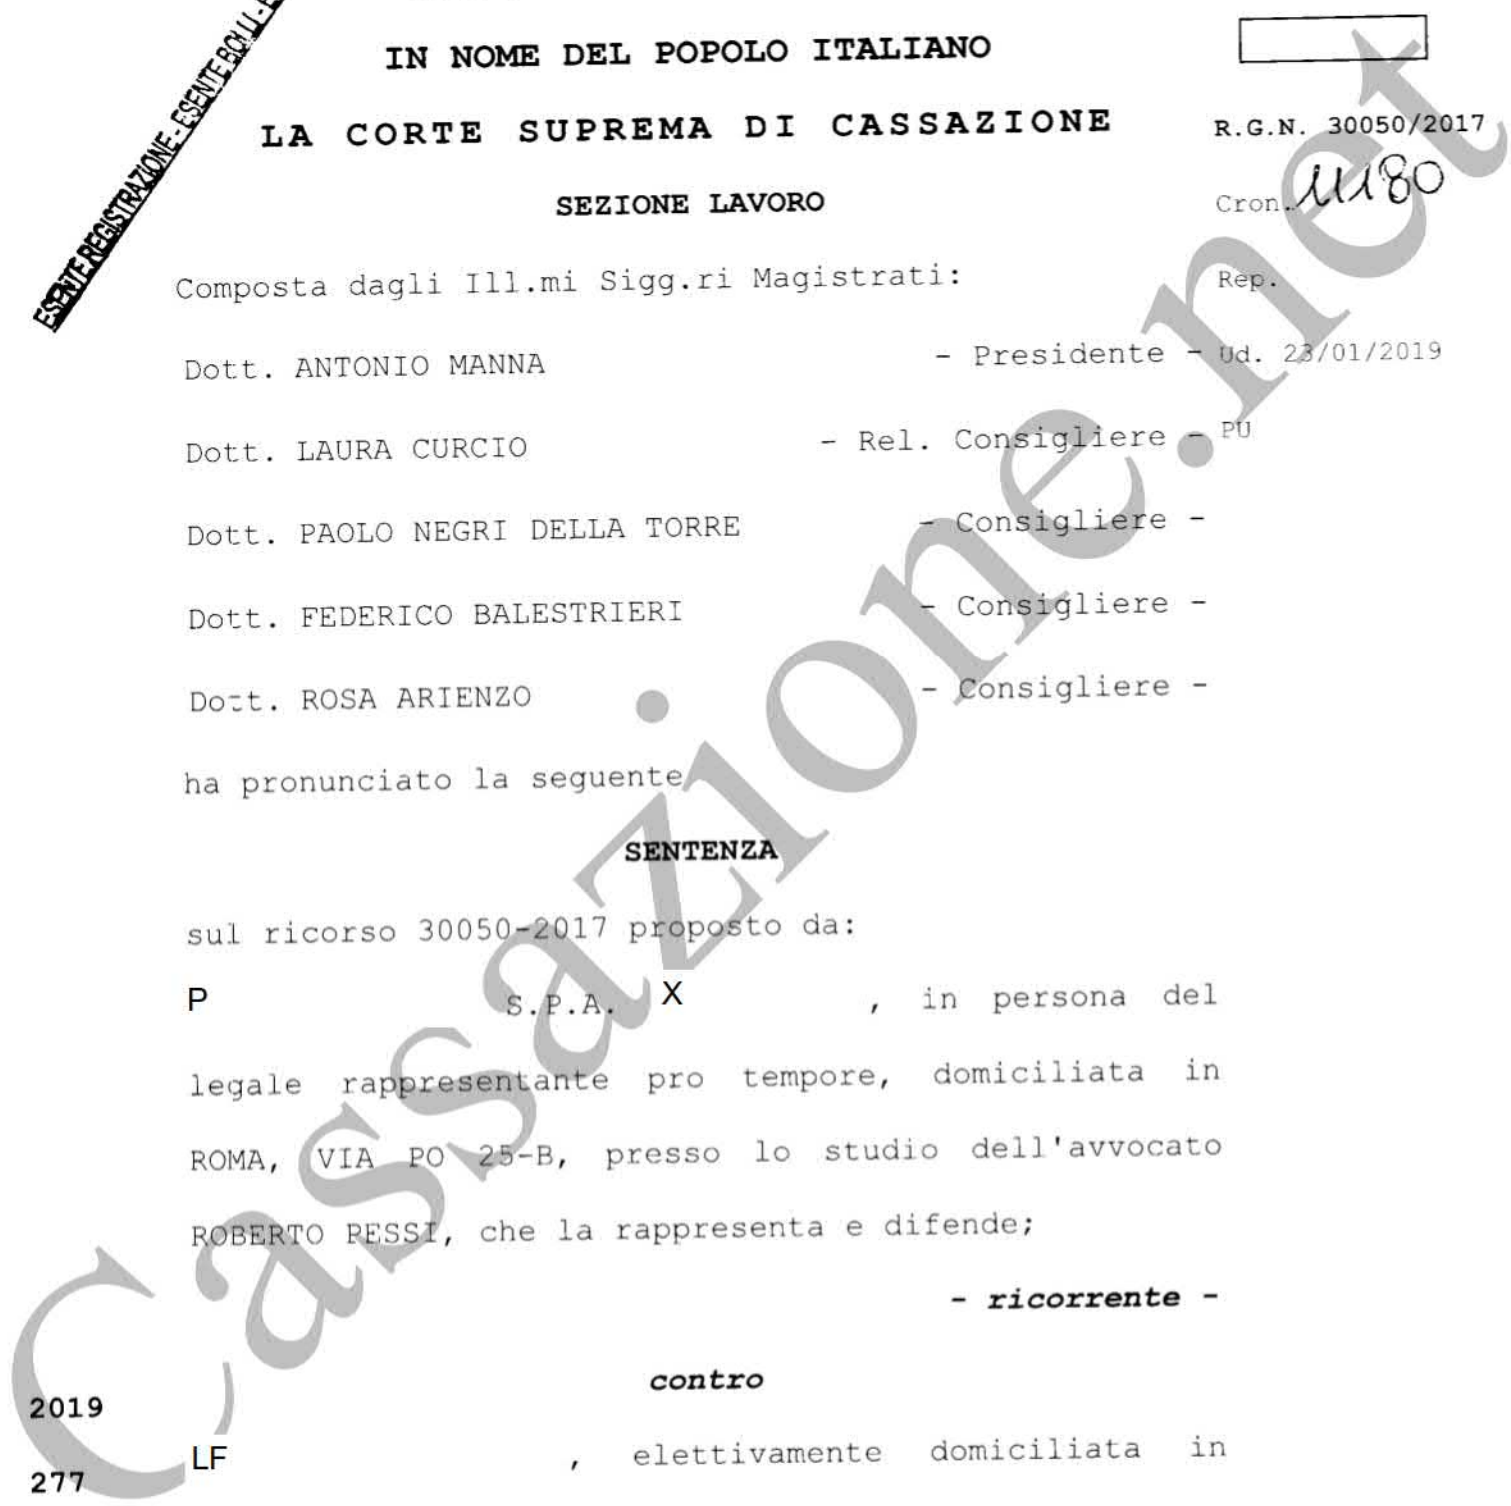 ESENTE REGISTRAZIONE - ESENTE BOLLI -
IN NOME DEL POPOLO ITALIANO
LA CORTE SUPREMA DI CASSAZIONE
R.G.N. 30050/2017
SEZIONE LAVORO
Cron. 11180
Composta dagli Ill.mi Sigg.ri Magistrati:
Rep.
Dott. ANTONIO MANNA - Presidente - Ud. 23/01/2019
Dott. LAURA CURCIO - Rel. Consigliere - PU
Dott. PAOLO NEGRI DELLA TORRE - Consigliere -
Dott. FEDERICO BALESTRIERI - Consigliere -
Dott. ROSA ARIENZO - Consigliere -
ha pronunciato la seguente
SENTENZA
sul ricorso 30050-2017 proposto da:
P S.P.A. X , in persona del
legale rappresentante pro tempore, domiciliata in
ROMA, VIA PO 25-B, presso lo studio dell'avvocato
ROBERTO PESSI, che la rappresenta e difende;
- ricorrente -
contro
2019
LF , elettivamente domiciliata in
277
Cassazione.net